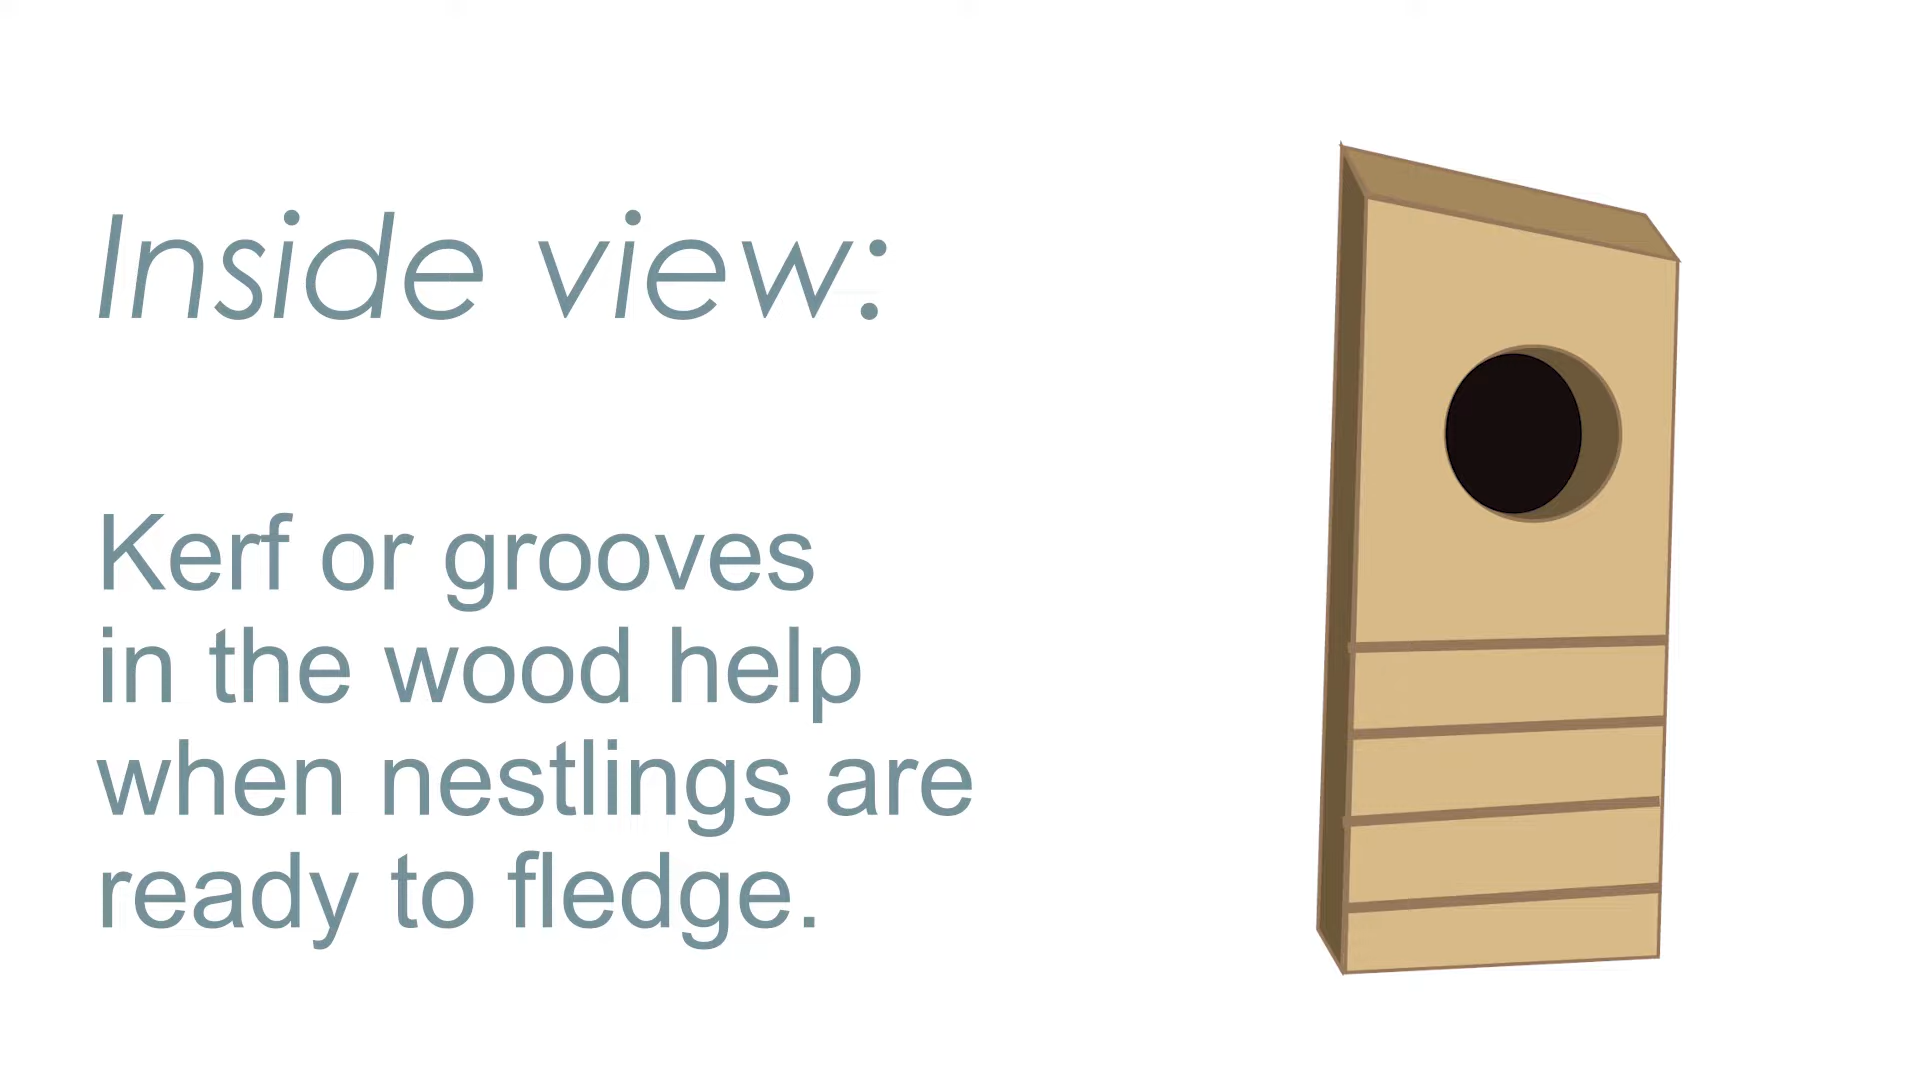 Inside view:
Kerf or grooves
in the wood help
when nestlings are
ready to fledge.